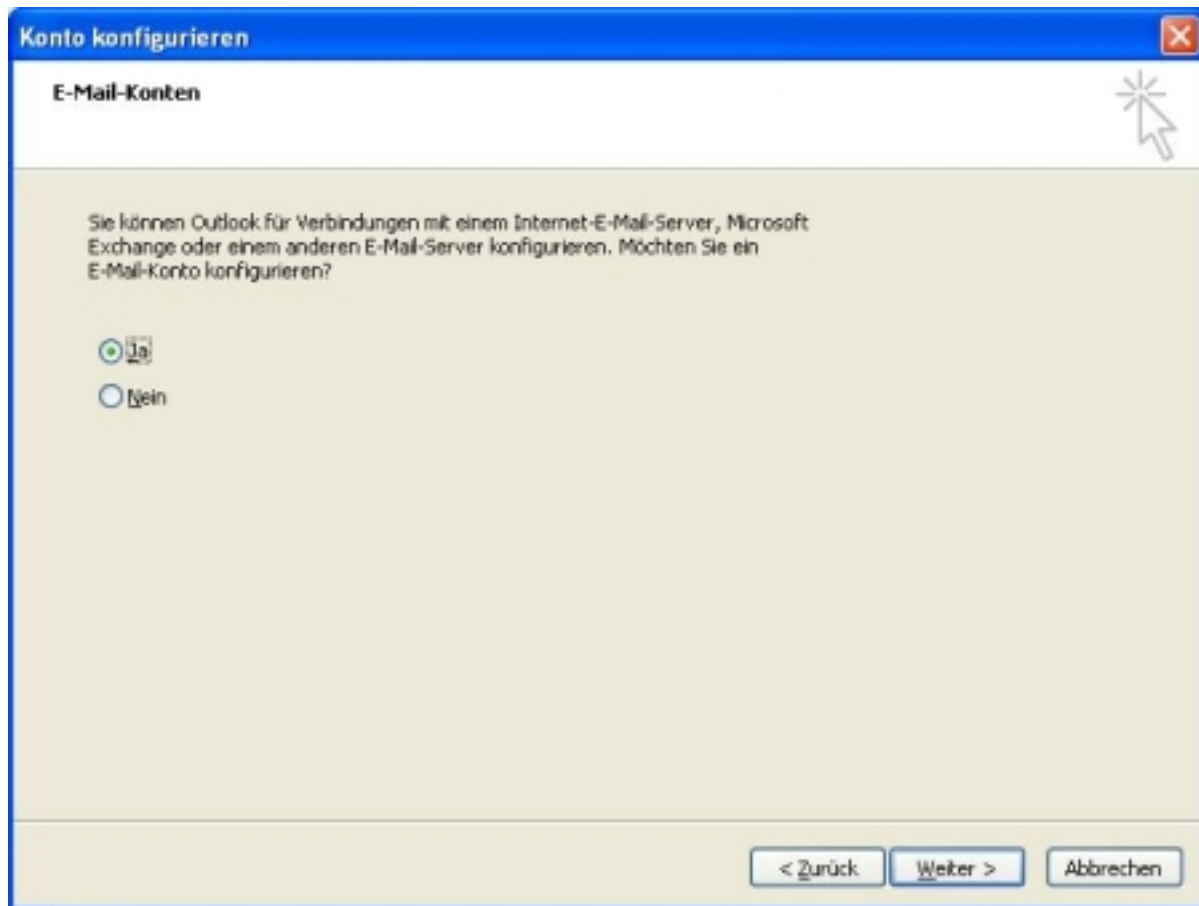 Konto konfigurieren
E-Mail-Konten
Sie können Outlook für Verbindungen mit einem Internet-E-Mail-Server, Microsoft
Exchange oder einem anderen E-Mail-Server konfigurieren. Möchten Sie ein
E-Mail-Konto konfigurieren?
Ja
Nein
< Zurück Weiter > Abbrechen